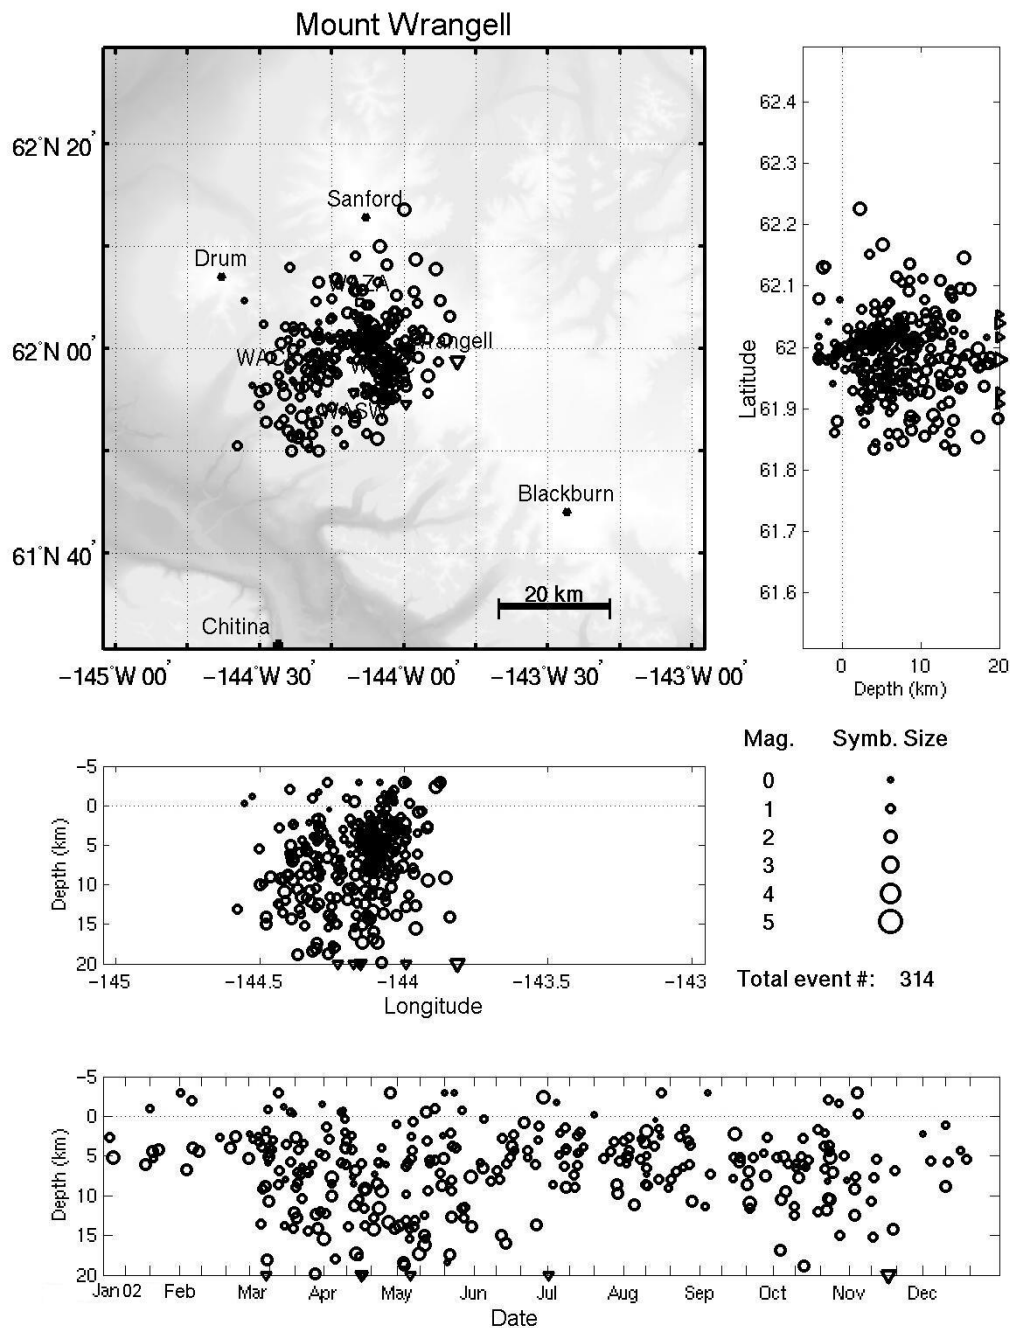 Mount Wrangell
62°N 20'
62°N 00'
61°N 40'
Sanford
Drum
Wrangell
WASW
Blackburn
20 km
Chitina
−145°W 00' −144°W 30' −144°W 00' −143°W 30' −143°W 00'
62.4
62.3
62.2
62.1
62
61.9
61.8
61.7
61.6
Latitude
0 10 20
Depth (km)
−5
0
5
10
15
20
Depth (km)
−145 −144.5 −144 −143.5 −143
Longitude
Mag. Symb. Size
0
1
2
3
4
5
Total event #: 314
−5
0
5
10
15
20
Depth (km)
Jan 02 Feb Mar Apr May Jun Jul Aug Sep Oct Nov Dec
Date